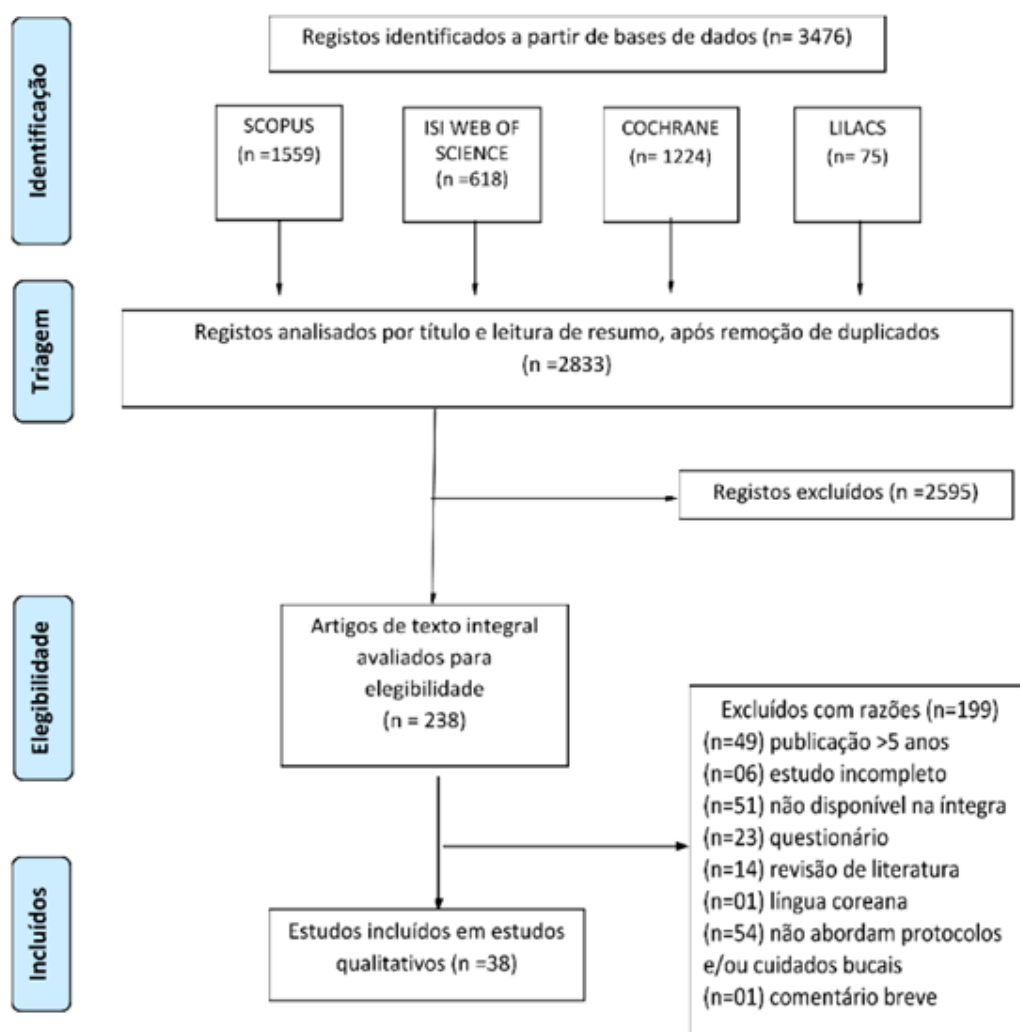 Identificação
Registos identificados a partir de bases de dados (n= 3476)
SCOPUS
(n =1559)
ISI WEB OF
SCIENCE
(n =618)
COCHRANE
(n= 1224)
LILACS
(n= 75)
Triagem
Registos analisados por título e leitura de resumo, após remoção de duplicados
(n =2833)
Registos excluídos (n =2595)
Elegibilidade
Artigos de texto integral
avaliados para
elegibilidade
(n = 238)
Excluídos com razões (n=199)
(n=49) publicação >5 anos
(n=06) estudo incompleto
(n=51) não disponível na íntegra
(n=23) questionário
(n=14) revisão de literatura
(n=01) língua coreana
(n=54) não abordam protocolos
e/ou cuidados bucais
(n=01) comentário breve
Incluídos
Estudos incluídos em estudos
qualitativos (n =38)